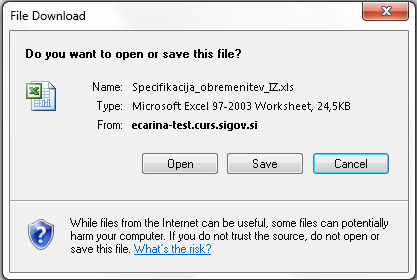 File Download
Do you want to open or save this file?
Name: Specifikacija_obremenitev_IZ.xls
Type: Microsoft Excel 97-2003 Worksheet, 24,5KB
From: ecarina-test.curs.sigov.si
Open Save Cancel
While files from the Internet can be useful, some files can potentially
harm your computer. If you do not trust the source, do not open or
save this file. What's the risk?